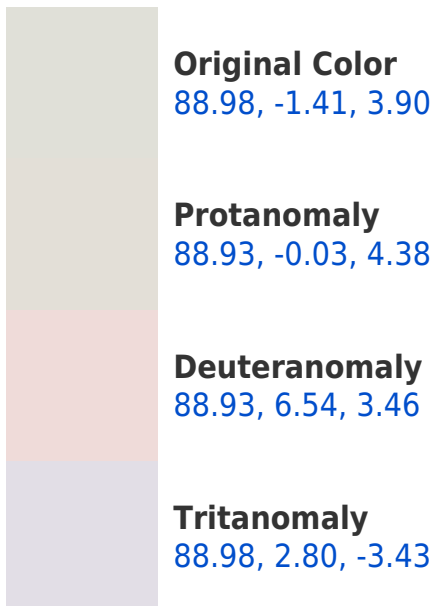 Original Color
88.98, -1.41, 3.90
Protanomaly
88.93, -0.03, 4.38
Deuteranomaly
88.93, 6.54, 3.46
Tritanomaly
88.98, 2.80, -3.43